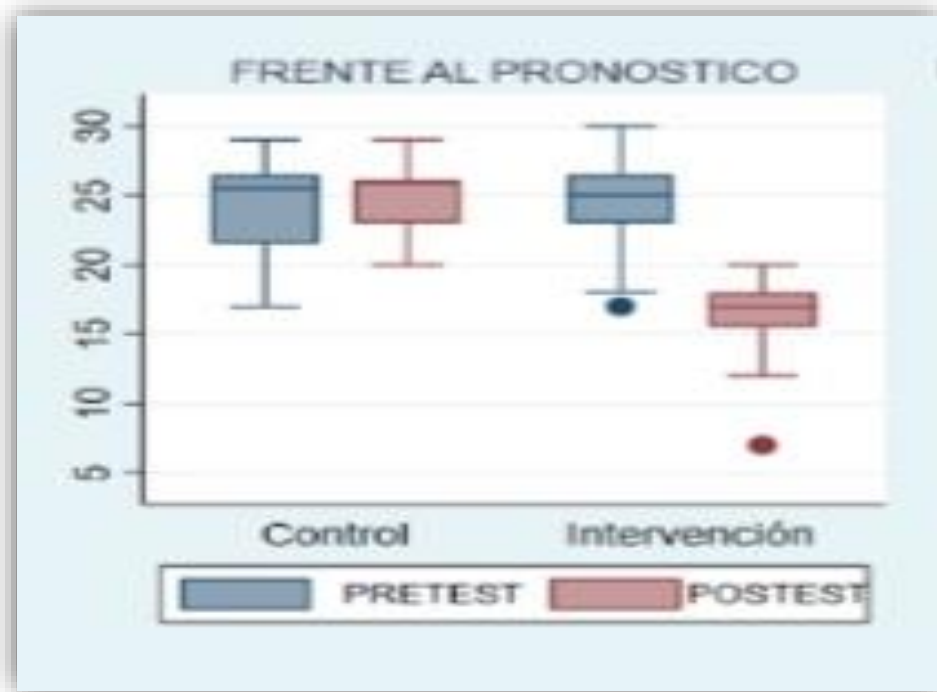 FRENTE AL PRONOSTICO
30
25
20
15
10
5
Control Intervención
PRETEST POSTEST